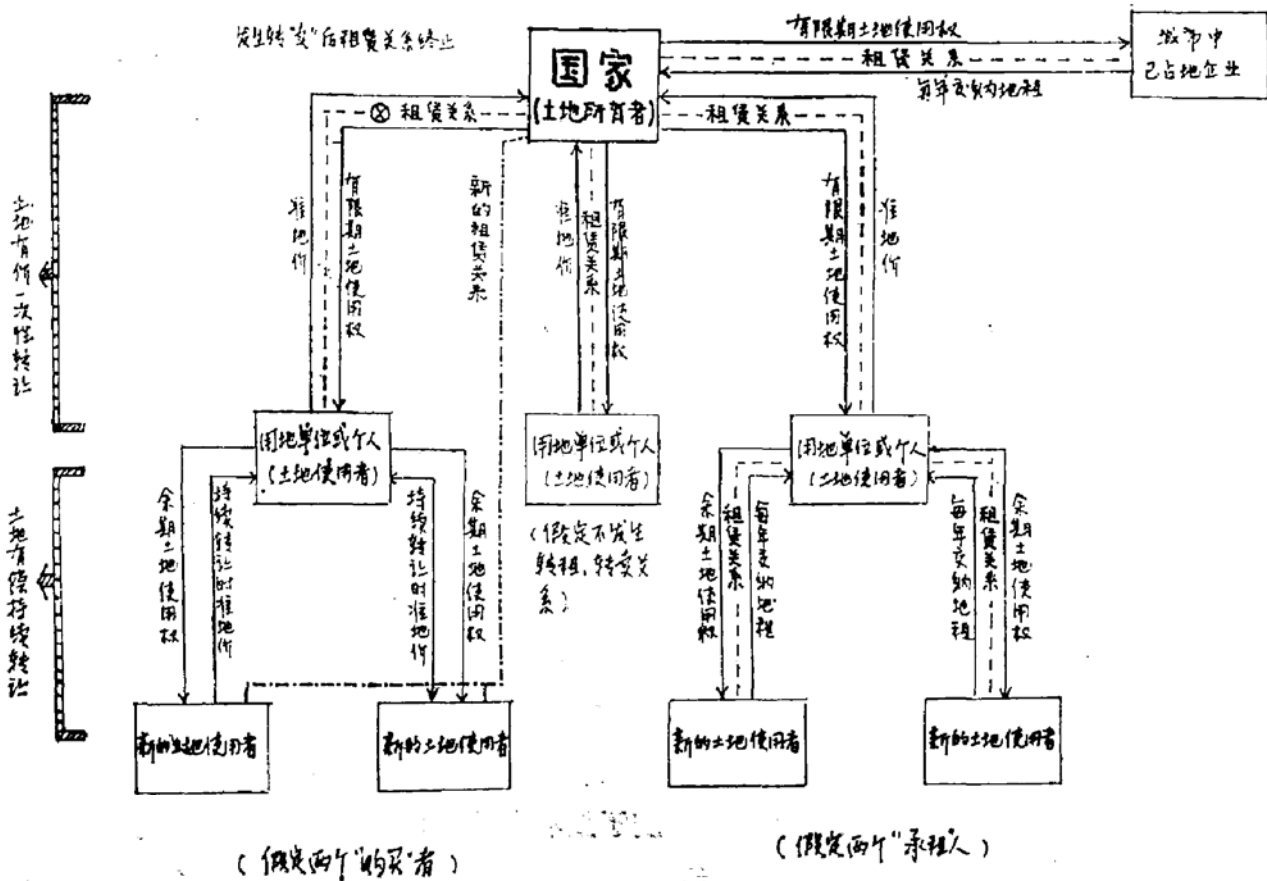 发生转"卖"后租赁关系终止
国家
(土地所有者)
有限期土地使用权
租赁关系
每年交纳地租
城市中
已占地企业
⊗ 租赁关系
租赁关系
土地有价一次性转让
准地价
有限期土地使用权
新的租赁关系
准地价
租赁关系
有限期土地使用权
有限期土地使用权
准地价
用地单位或个人
(土地使用者)
用地单位或个人
(土地使用者)
(假定不发生
转租、转卖关
系)
用地单位或个人
(土地使用者)
土地有偿持续转让
余期土地使用权
持续转让时准地价
持续转让时准地价
余期土地使用权
余期土地使用权
租赁关系
每年交纳地租
每年交纳地租
租赁关系
余期土地使用权
新的土地使用者
新的土地使用者
新的土地使用者
新的土地使用者
(假定两个"购买"者)
(假定两个"承租"人)